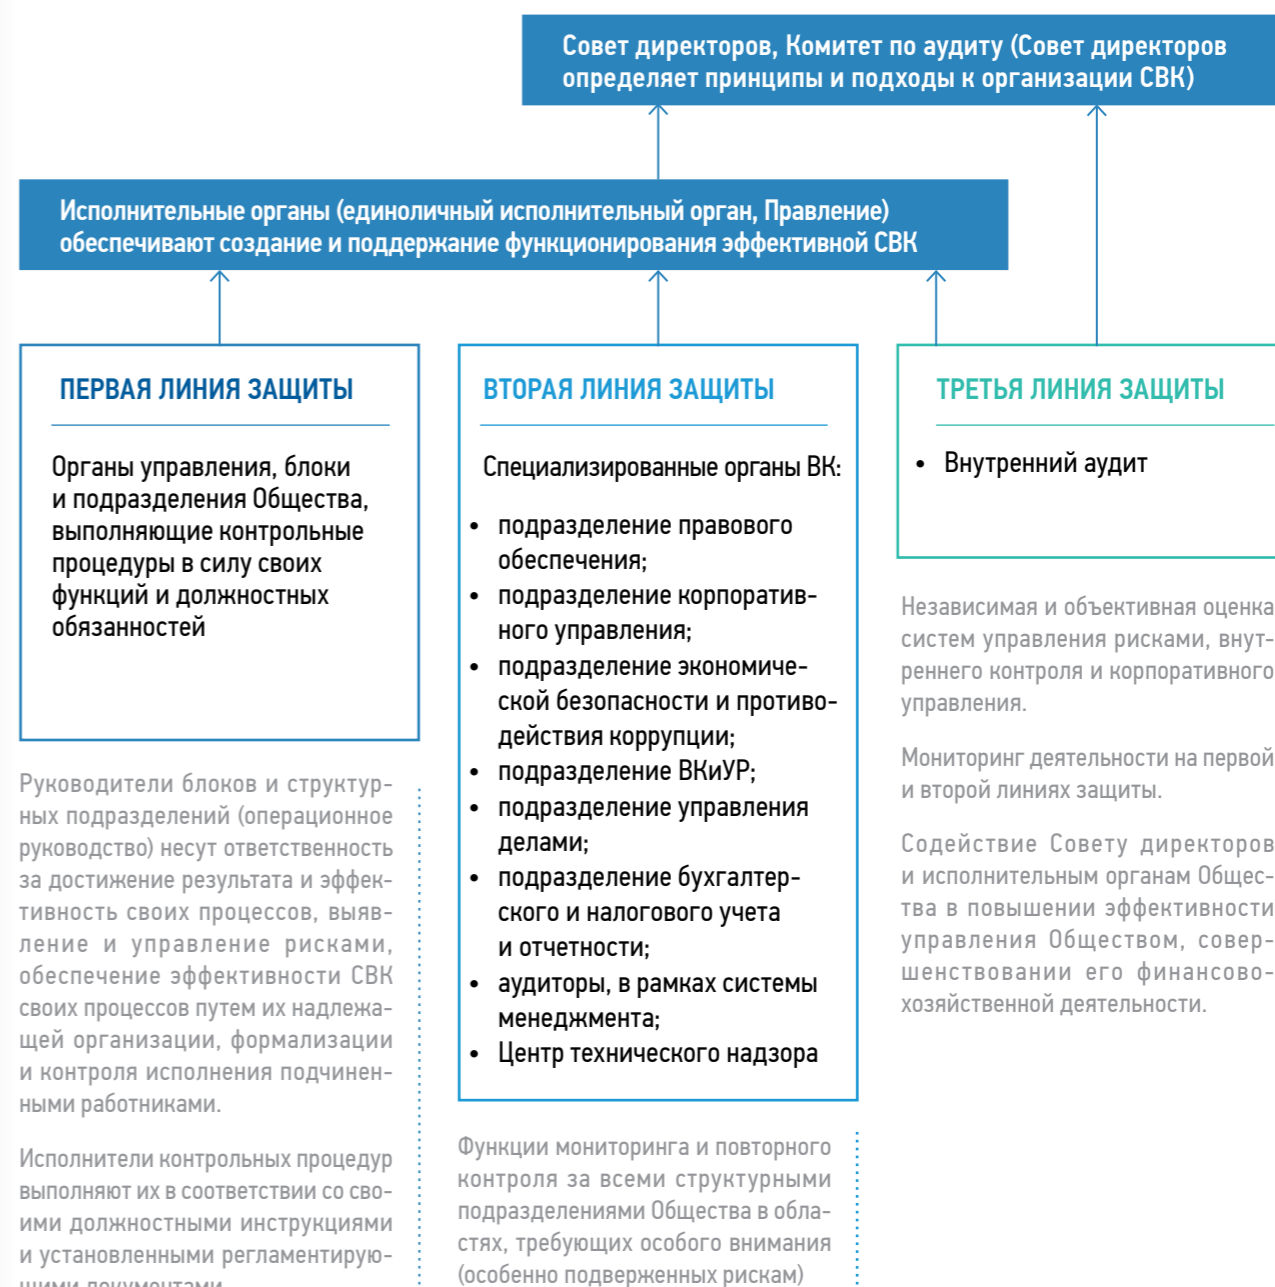 Совет директоров, Комитет по аудиту (Совет директоров
определяет принципы и подходы к организации СВК)
Исполнительные органы (единоличный исполнительный орган, Правление)
обеспечивают создание и поддержание функционирования эффективной СВК
ПЕРВАЯ ЛИНИЯ ЗАЩИТЫ
Органы управления, блоки
и подразделения Общества,
выполняющие контрольные
процедуры в силу своих
функций и должностных
обязанностей
Руководители блоков и структур-
ных подразделений (операционное
руководство) несут ответственность
за достижение результата и эффек-
тивность своих процессов, выяв-
ление и управление рисками,
обеспечение эффективности СВК
своих процессов путем их надлежа-
щей организации, формализации
и контроля исполнения подчинен-
ными работниками.
Исполнители контрольных процедур
выполняют их в соответствии со сво-
ими должностными инструкциями
и установленными регламентирую-
щими документами.
ВТОРАЯ ЛИНИЯ ЗАЩИТЫ
Специализированные органы ВК:
• подразделение правового
обеспечения;
• подразделение корпоратив-
ного управления;
• подразделение экономиче-
ской безопасности и противо-
действия коррупции;
• подразделение ВКиУР;
• подразделение управления
делами;
• подразделение бухгалтер-
ского и налогового учета
и отчетности;
• аудиторы, в рамках системы
менеджмента;
• Центр технического надзора
Функции мониторинга и повторного
контроля за всеми структурными
подразделениями Общества в обла-
стях, требующих особого внимания
(особенно подверженных рискам)
ТРЕТЬЯ ЛИНИЯ ЗАЩИТЫ
• Внутренний аудит
Независимая и объективная оценка
систем управления рисками, внут-
реннего контроля и корпоративного
управления.
Мониторинг деятельности на первой
и второй линиях защиты.
Содействие Совету директоров
и исполнительным органам Общес-
тва в повышении эффективности
управления Обществом, совер-
шенствовании его финансово-
хозяйственной деятельности.